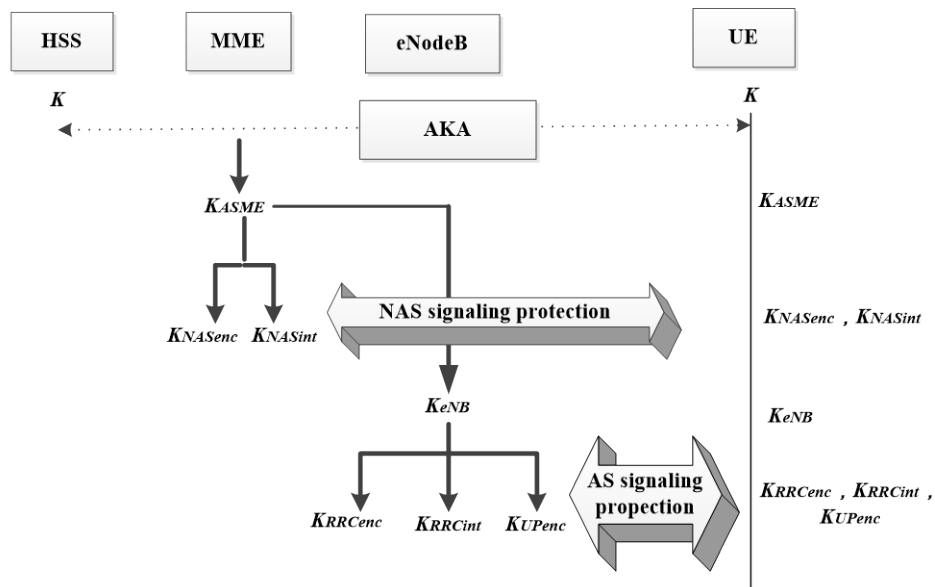 HSS MME eNodeB UE
K K
AKA
KASME KASME
NAS signaling protection
KNASenc KNASint KNASenc , KNASint
KeNB KeNB
AS signaling
propection
KRRCenc KRRCint KUPenc KRRCenc , KRRCint ,
KUPenc